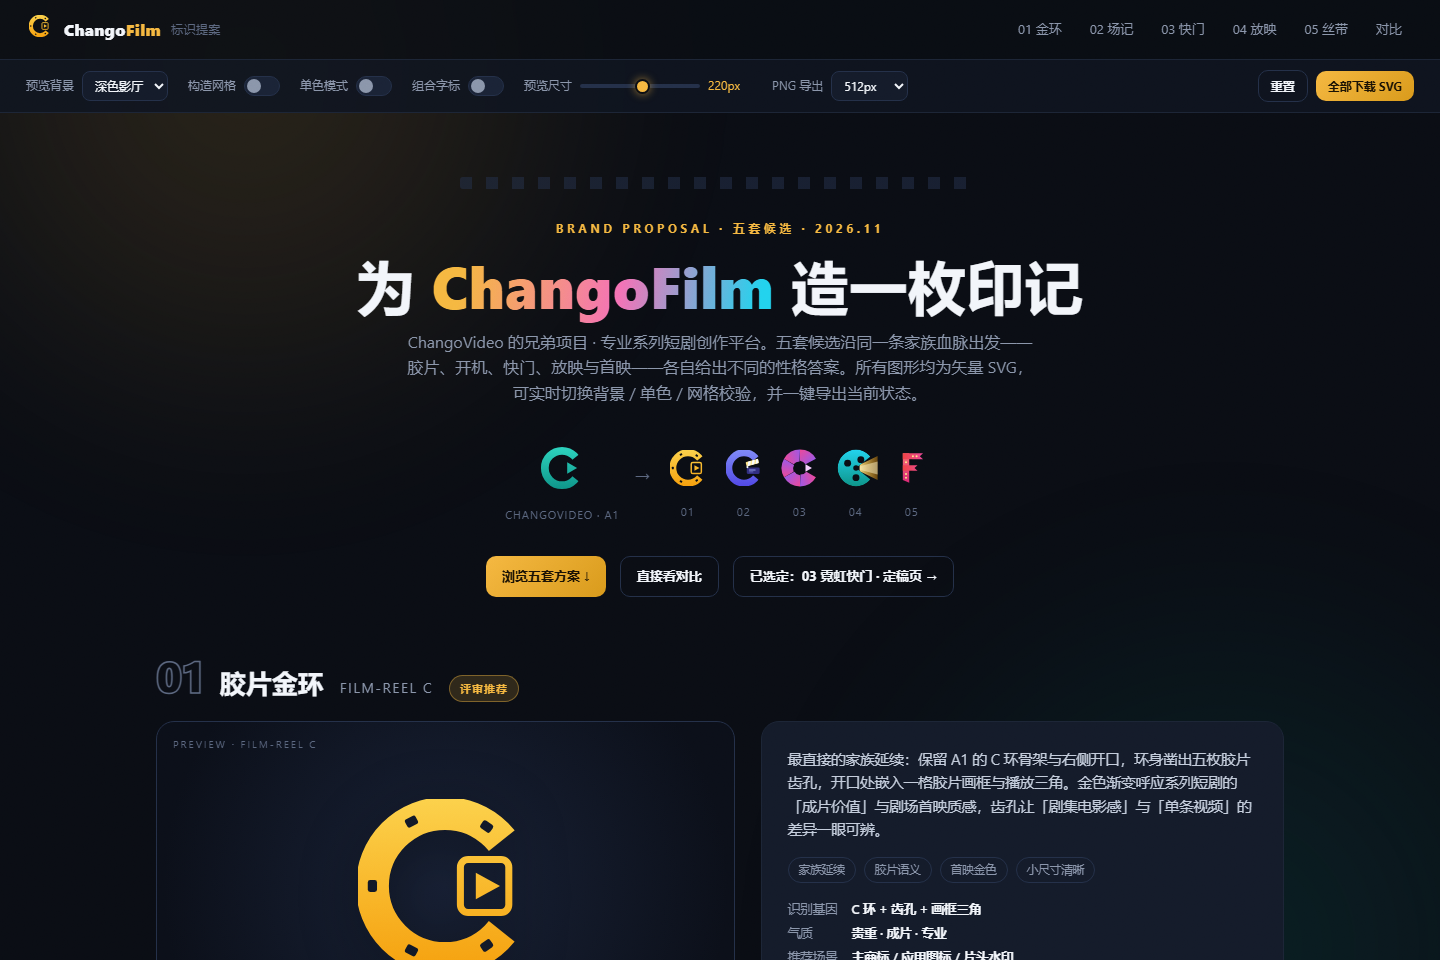 ChangoFilm 标识提案
01 金环 02 场记 03 快门 04 放映 05 丝带 对比
预览背景 深色影厅 构造网格 单色模式 组合字标 预览尺寸 220px PNG 导出 512px 重置 全部下载 SVG
BRAND PROPOSAL · 五套候选 · 2026.11
为 ChangoFilm 造一枚印记
ChangoVideo 的兄弟项目 · 专业系列短剧创作平台。五套候选沿同一条家族血脉出发——
胶片、开机、快门、放映与首映——各自给出不同的性格答案。所有图形均为矢量 SVG，
可实时切换背景 / 单色 / 网格校验，并一键导出当前状态。
→
CHANGOVIDEO · A1 01 02 03 04 05
浏览五套方案 ↓ 直接看对比 已选定：03 霓虹快门 · 定稿页 →
01 胶片金环 FILM-REEL C 评审推荐
PREVIEW · FILM-REEL C
最直接的家族延续：保留 A1 的 C 环骨架与右侧开口，环身凿出五枚胶片
齿孔，开口处嵌入一格胶片画框与播放三角。金色渐变呼应系列短剧的
「成片价值」与剧场首映质感，齿孔让「剧集电影感」与「单条视频」的
差异一眼可辨。
家族延续 胶片语义 首映金色 小尺寸清晰
识别基因 C 环 + 齿孔 + 画框三角
气质 贵重 · 成片 · 专业
推荐场景 主商标 / 应用图标 / 片头水印